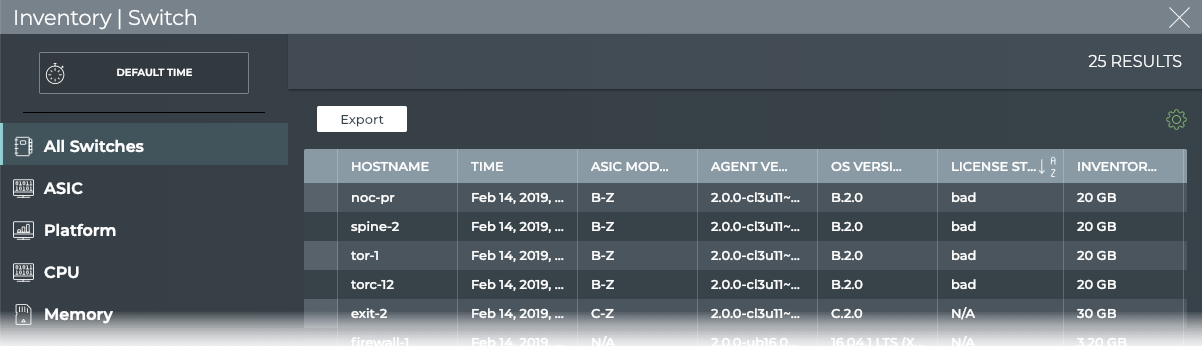 Inventory | Switch
DEFAULT TIME
25 RESULTS
Export
All Switches
ASIC
Platform
CPU
Memory
HOSTNAME TIME ASIC MOD... AGENT VE... OS VERSI... LICENSE ST... A Z INVENTOR...
noc-pr Feb 14, 2019, ... B-Z 2.0.0-cl3u11~... B.2.0 bad 20 GB
spine-2 Feb 14, 2019, ... B-Z 2.0.0-cl3u11~... B.2.0 bad 20 GB
tor-1 Feb 14, 2019, ... B-Z 2.0.0-cl3u11~... B.2.0 bad 20 GB
torc-12 Feb 14, 2019, ... B-Z 2.0.0-cl3u11~... B.2.0 bad 20 GB
exit-2 Feb 14, 2019, ... C-Z 2.0.0-cl3u11~... C.2.0 N/A 30 GB
firewall-1 Feb 14, 2019, ... N/A 2.0.0-ub16.0... 16.04.1 LTS (X... N/A 3.20 GB